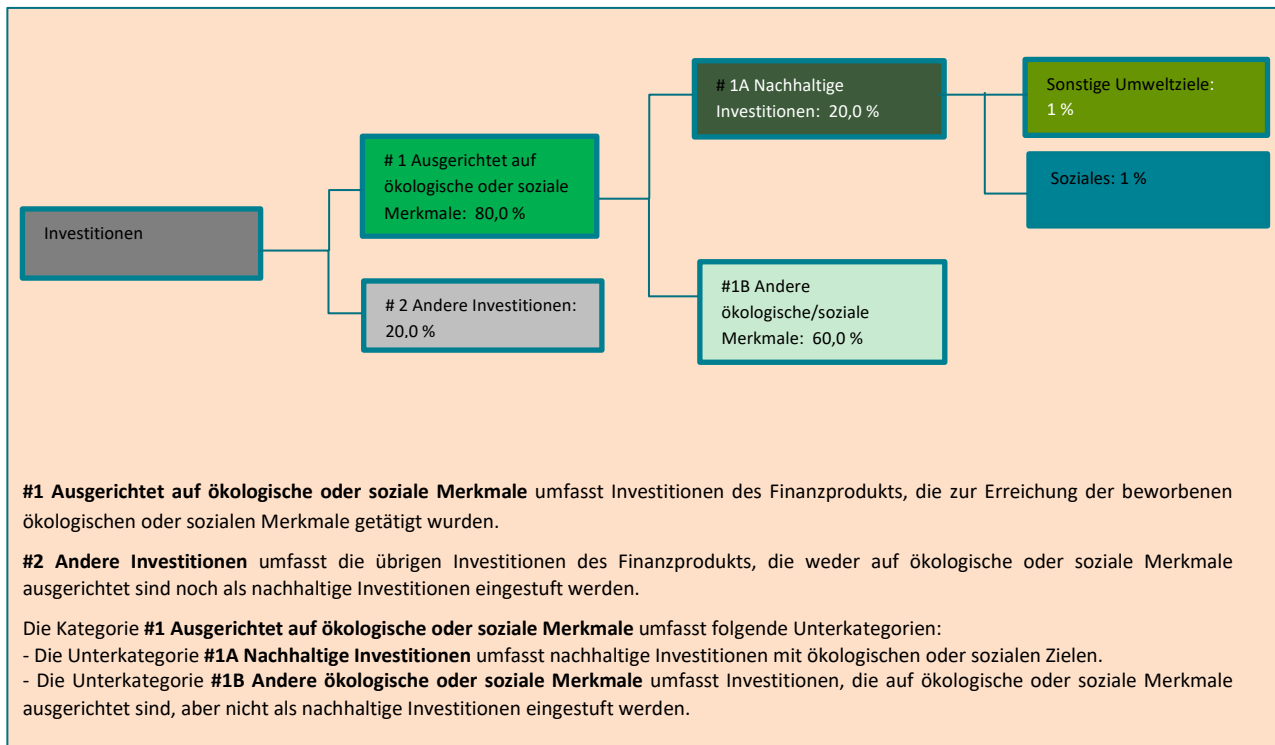 # 1A Nachhaltige
Investitionen: 20,0 %
Sonstige Umweltziele:
1 %
# 1 Ausgerichtet auf
ökologische oder soziale
Merkmale: 80,0 %
Soziales: 1 %
Investitionen
# 2 Andere Investitionen:
20,0 %
#1B Andere
ökologische/soziale
Merkmale: 60,0 %
#1 Ausgerichtet auf ökologische oder soziale Merkmale umfasst Investitionen des Finanzprodukts, die zur Erreichung der beworbenen
ökologischen oder sozialen Merkmale getätigt wurden.
#2 Andere Investitionen umfasst die übrigen Investitionen des Finanzprodukts, die weder auf ökologische oder soziale Merkmale
ausgerichtet sind noch als nachhaltige Investitionen eingestuft werden.
Die Kategorie #1 Ausgerichtet auf ökologische oder soziale Merkmale umfasst folgende Unterkategorien:
- Die Unterkategorie #1A Nachhaltige Investitionen umfasst nachhaltige Investitionen mit ökologischen oder sozialen Zielen.
- Die Unterkategorie #1B Andere ökologische oder soziale Merkmale umfasst Investitionen, die auf ökologische oder soziale Merkmale
ausgerichtet sind, aber nicht als nachhaltige Investitionen eingestuft werden.